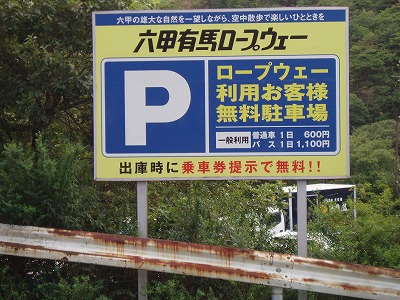 六甲の雄大な自然を一望しながら、空中散歩で楽しいひとときを
六甲有馬ロープウェー
P
ロープウェー
利用お客様
無料駐車場
一般利用
普通車 1日 600円
バス 1日 1,100円
出庫時に乗車券提示で無料!!